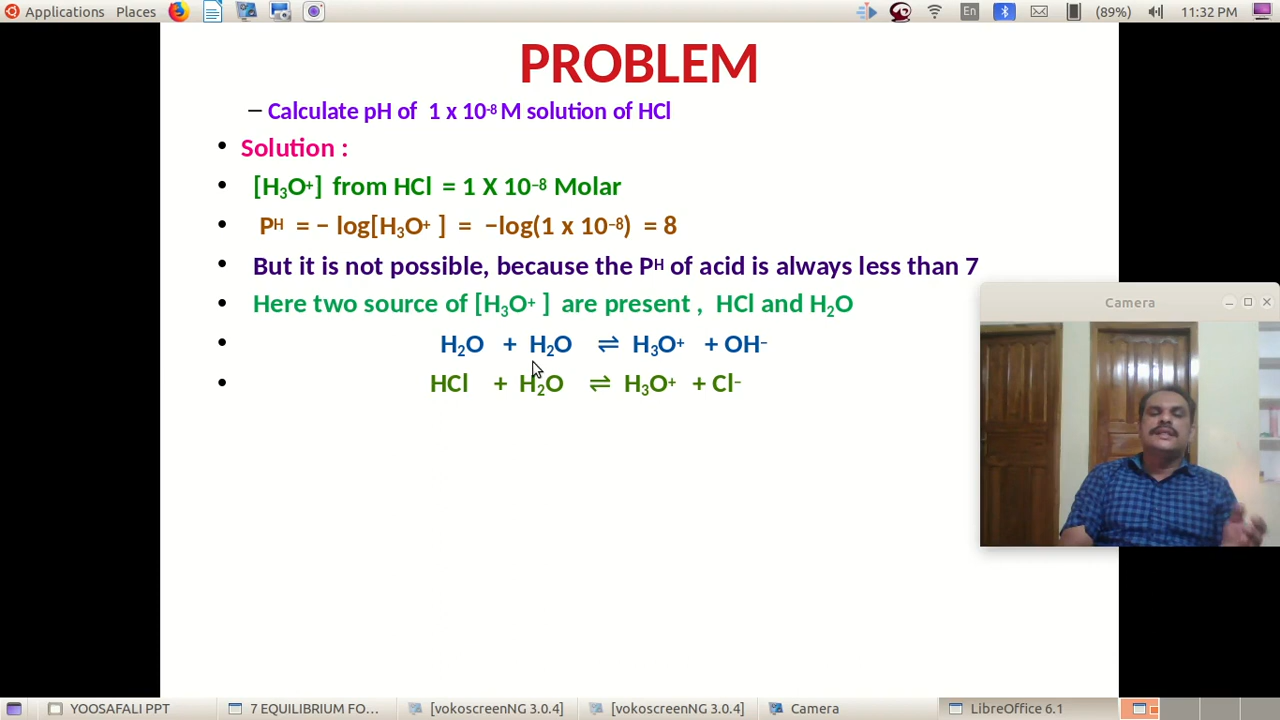 Applications Places En (89%) 11:32 PM
PROBLEM
– Calculate pH of 1 x 10⁻⁸ M solution of HCl
• Solution :
• [H₃O⁺] from HCl = 1 X 10⁻⁸ Molar
• Pᴴ = − log[H₃O⁺ ] = −log(1 x 10⁻⁸) = 8
• But it is not possible, because the Pᴴ of acid is always less than 7
• Here two source of [H₃O⁺ ] are present , HCl and H₂O
• H₂O + H₂O ⇌ H₃O⁺ + OH⁻
• HCl + H₂O ⇌ H₃O⁺ + Cl⁻
Camera
YOOSAFALI PPT 7 EQUILIBRIUM FO... [vokoscreenNG 3.0.4] [vokoscreenNG 3.0.4] Camera LibreOffice 6.1